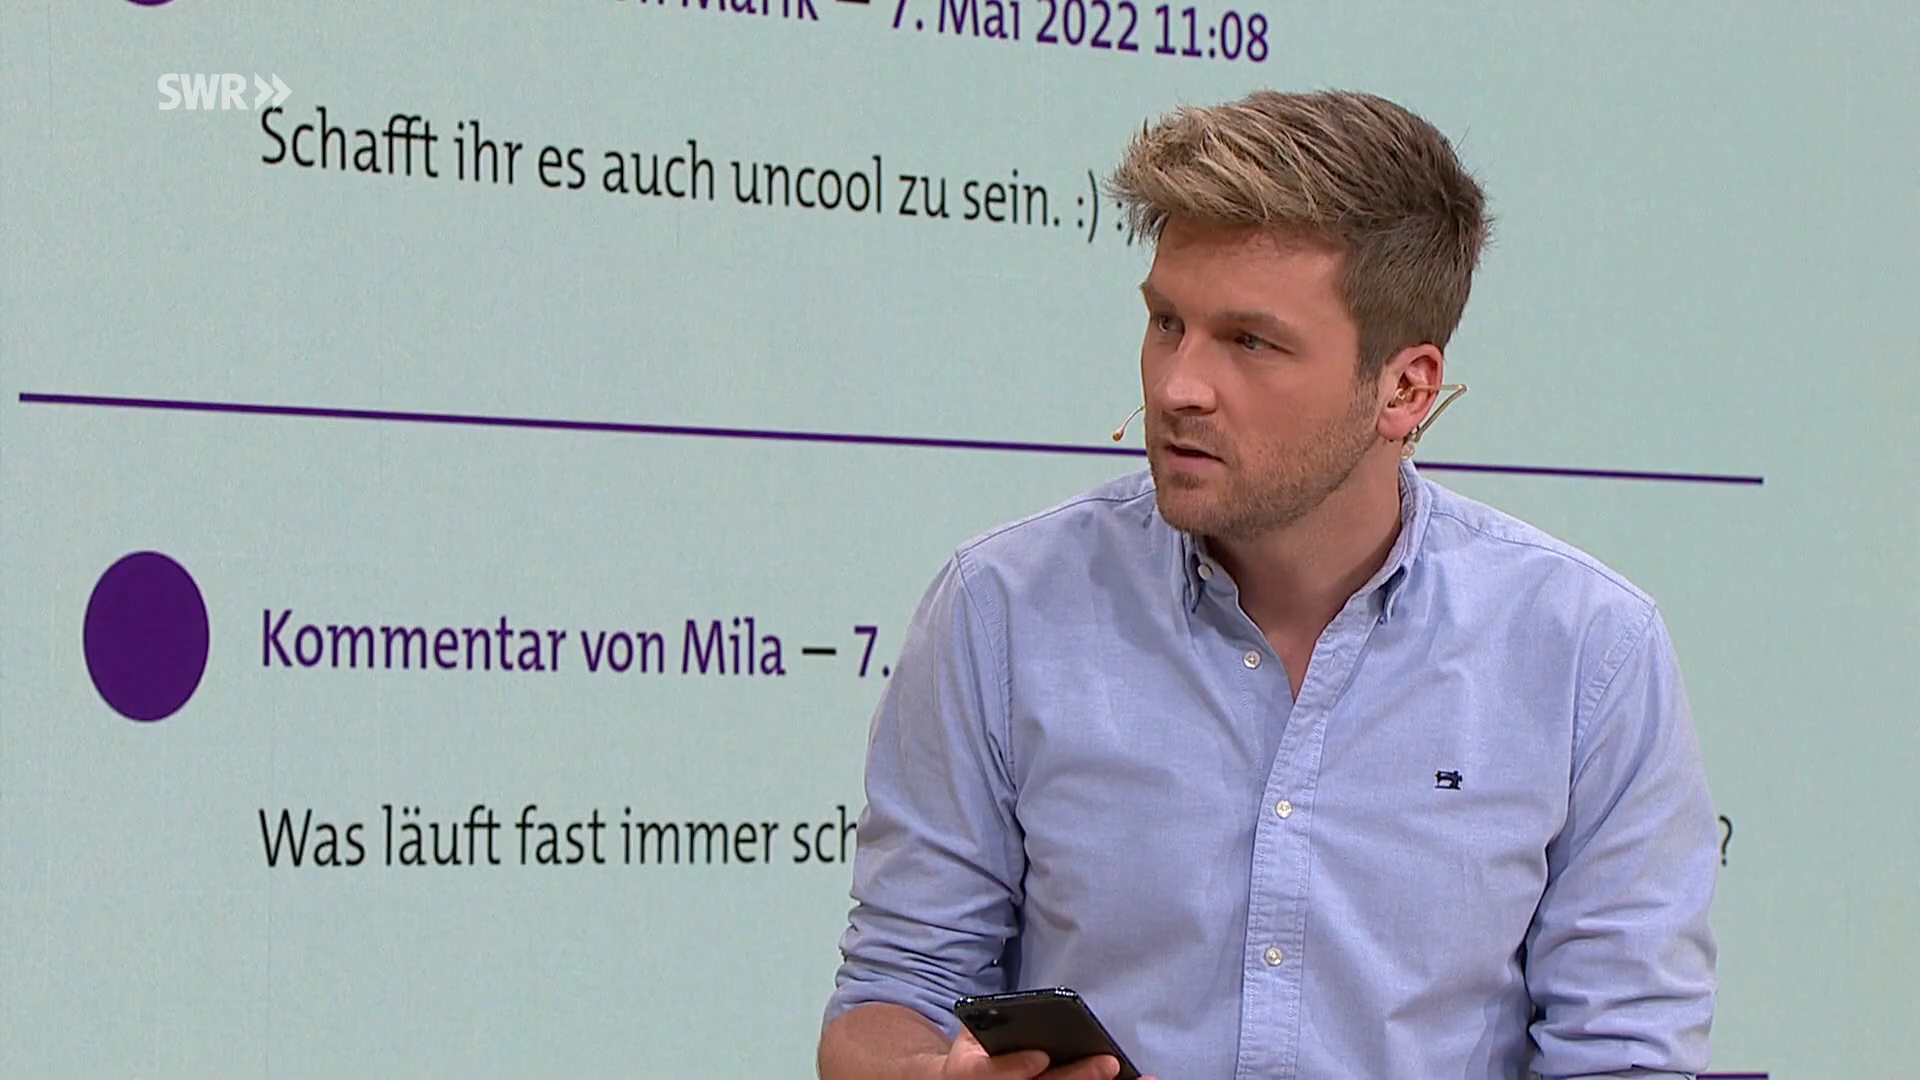 – 7. Mai 2022 11:08
SWR
Schafft ihr es auch uncool zu sein. :)
Kommentar von Mila – 7.
Was läuft fast immer sch
?